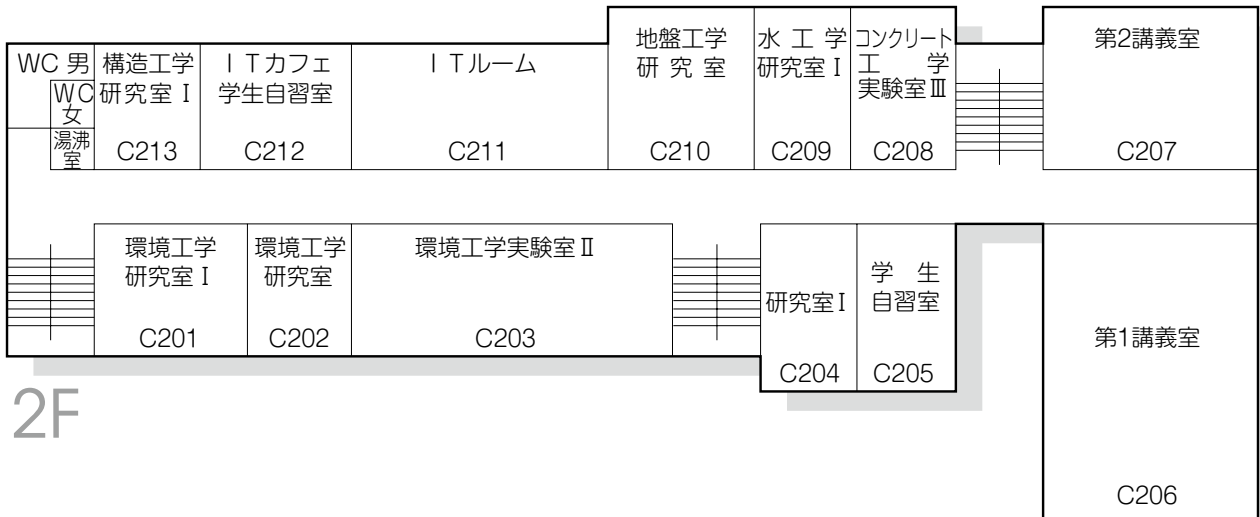 WC 男
WC
女
湯沸
室
構造工学
研究室Ⅰ
C213
ITカフェ
学生自習室
C212
ITルーム
C211
地盤工学
研 究 室
C210
水 工 学
研究室Ⅰ
C209
コンクリート
工 学
実験室Ⅲ
C208
第2講義室
C207
環境工学
研究室Ⅰ
C201
環境工学
研究室
C202
環境工学実験室Ⅱ
C203
研究室Ⅰ
C204
学 生
自習室
C205
第1講義室
C206
2F